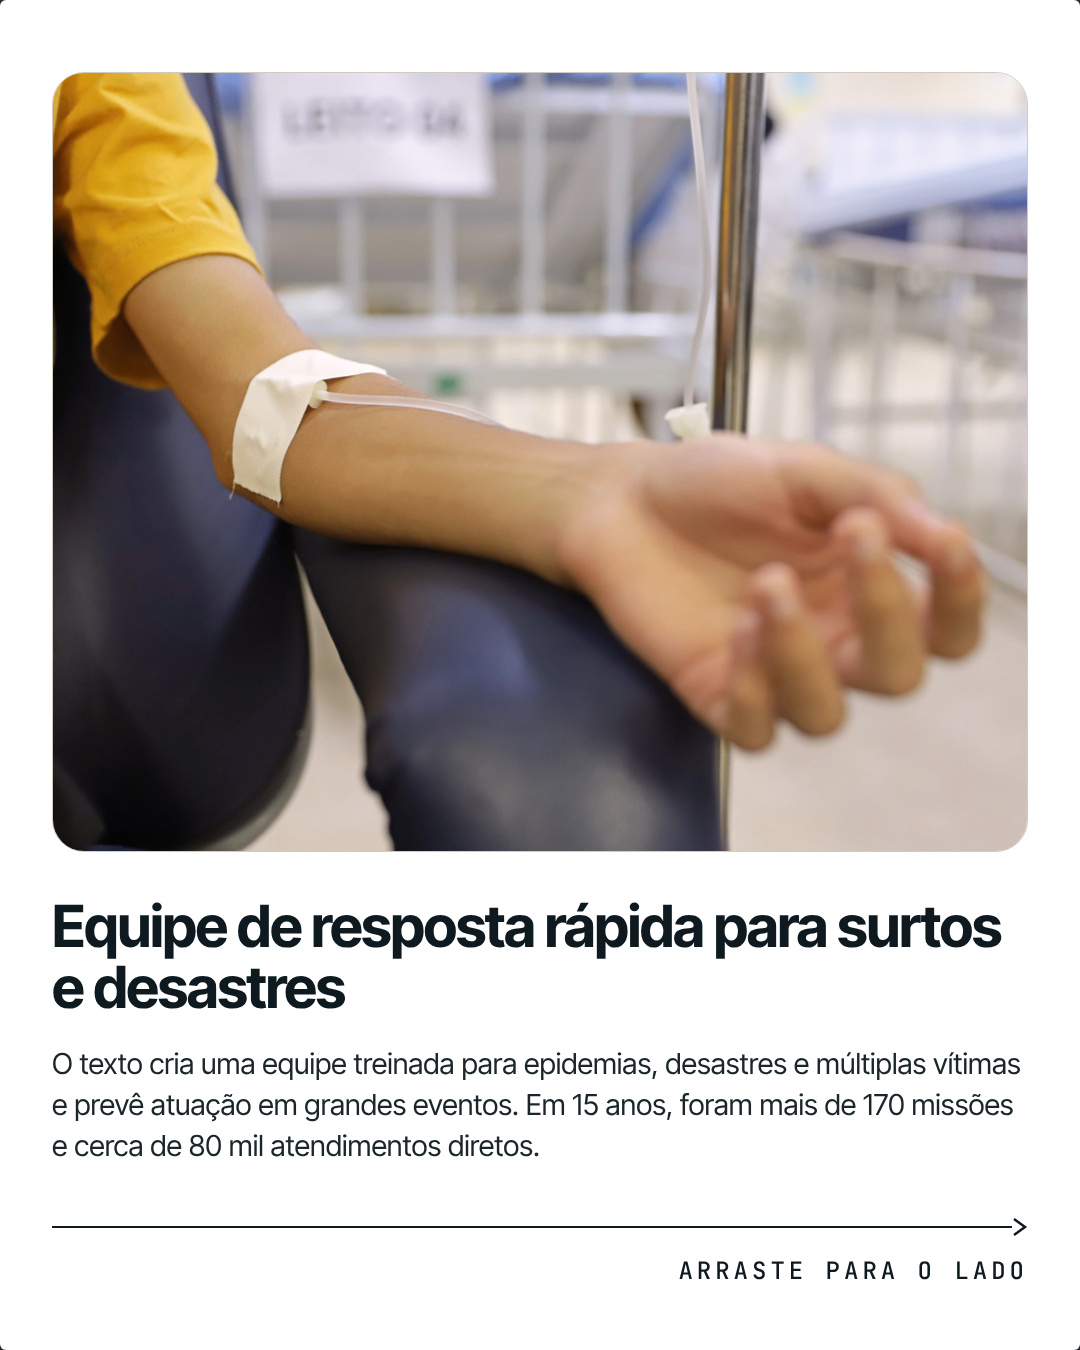 LEITO 04
Equipe de resposta rápida para surtos
e desastres
O texto cria uma equipe treinada para epidemias, desastres e múltiplas vítimas
e prevê atuação em grandes eventos. Em 15 anos, foram mais de 170 missões
e cerca de 80 mil atendimentos diretos.
ARRASTE PARA O LADO